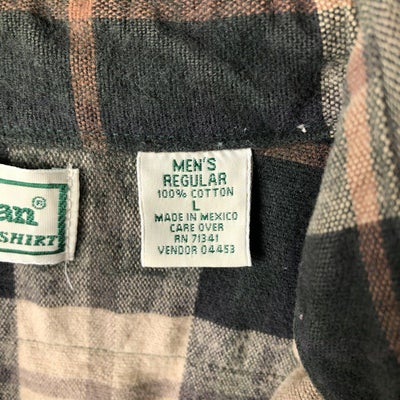 an®
SHIRT
MEN'S
REGULAR
100% COTTON
L
MADE IN MEXICO
CARE OVER
RN 71341
VENDOR 04453